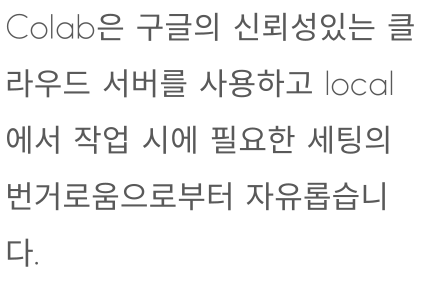 Colab은 구글의 신뢰성있는 클
라우드 서버를 사용하고 local
에서 작업 시에 필요한 세팅의
번거로움으로부터 자유롭습니
다.